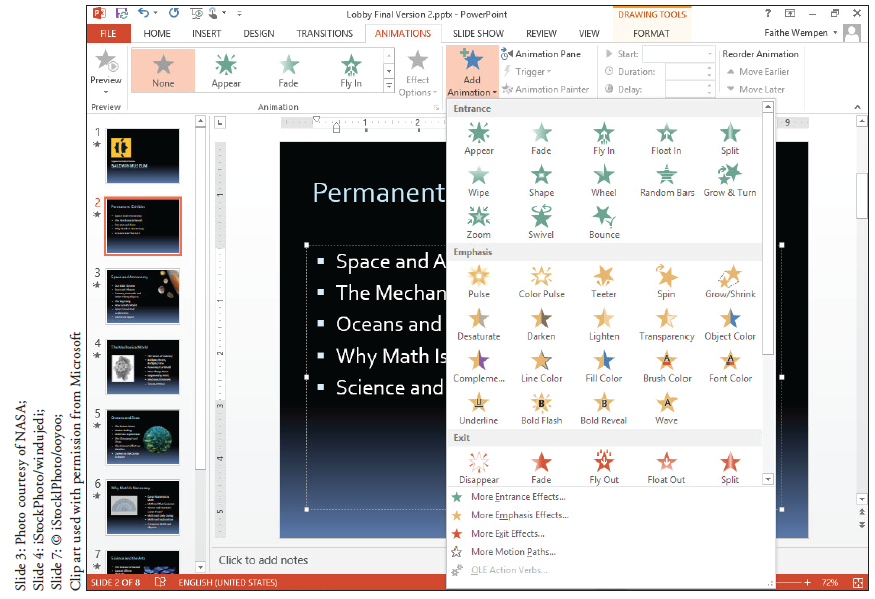 Slide 3: Photo courtesy of NASA;
Slide 4: iStockPhoto/windujedi;
Slide 7: © iStockPhoto/ooyoo;
Clip art used with permission from Microsoft
Lobby Final Version 2.pptx - PowerPoint
DRAWING TOOLS
?
FILE HOME INSERT DESIGN TRANSITIONS ANIMATIONS SLIDE SHOW REVIEW VIEW FORMAT
Faithe Wempen
Preview
None
Appear
Fade
Fly In
Effect
Options
Add
Animation
Animation Pane
Trigger
Animation Painter
Start:
Duration:
Delay:
Reorder Animation
Move Earlier
Move Later
Preview
Animation
Entrance
Appear Fade Fly In Float In Split
Wipe Shape Wheel Random Bars Grow & Turn
Zoom Swivel Bounce
Emphasis
Pulse Color Pulse Teeter Spin Grow/Shrink
Desaturate Darken Lighten Transparency Object Color
Compleme... Line Color Fill Color Brush Color Font Color
Underline Bold Flash Bold Reveal Wave
Exit
Disappear Fade Fly Out Float Out Split
More Entrance Effects...
More Emphasis Effects...
More Exit Effects...
More Motion Paths...
OLE Action Verbs...
1
2
3
4
5
6
7
1
2
9
1
1
2
3
4
5
Permanent
Space and A
The Mechan
Oceans and
Why Math Is
Science and
Click to add notes
SLIDE 2 OF 8
ENGLISH (UNITED STATES)
72%